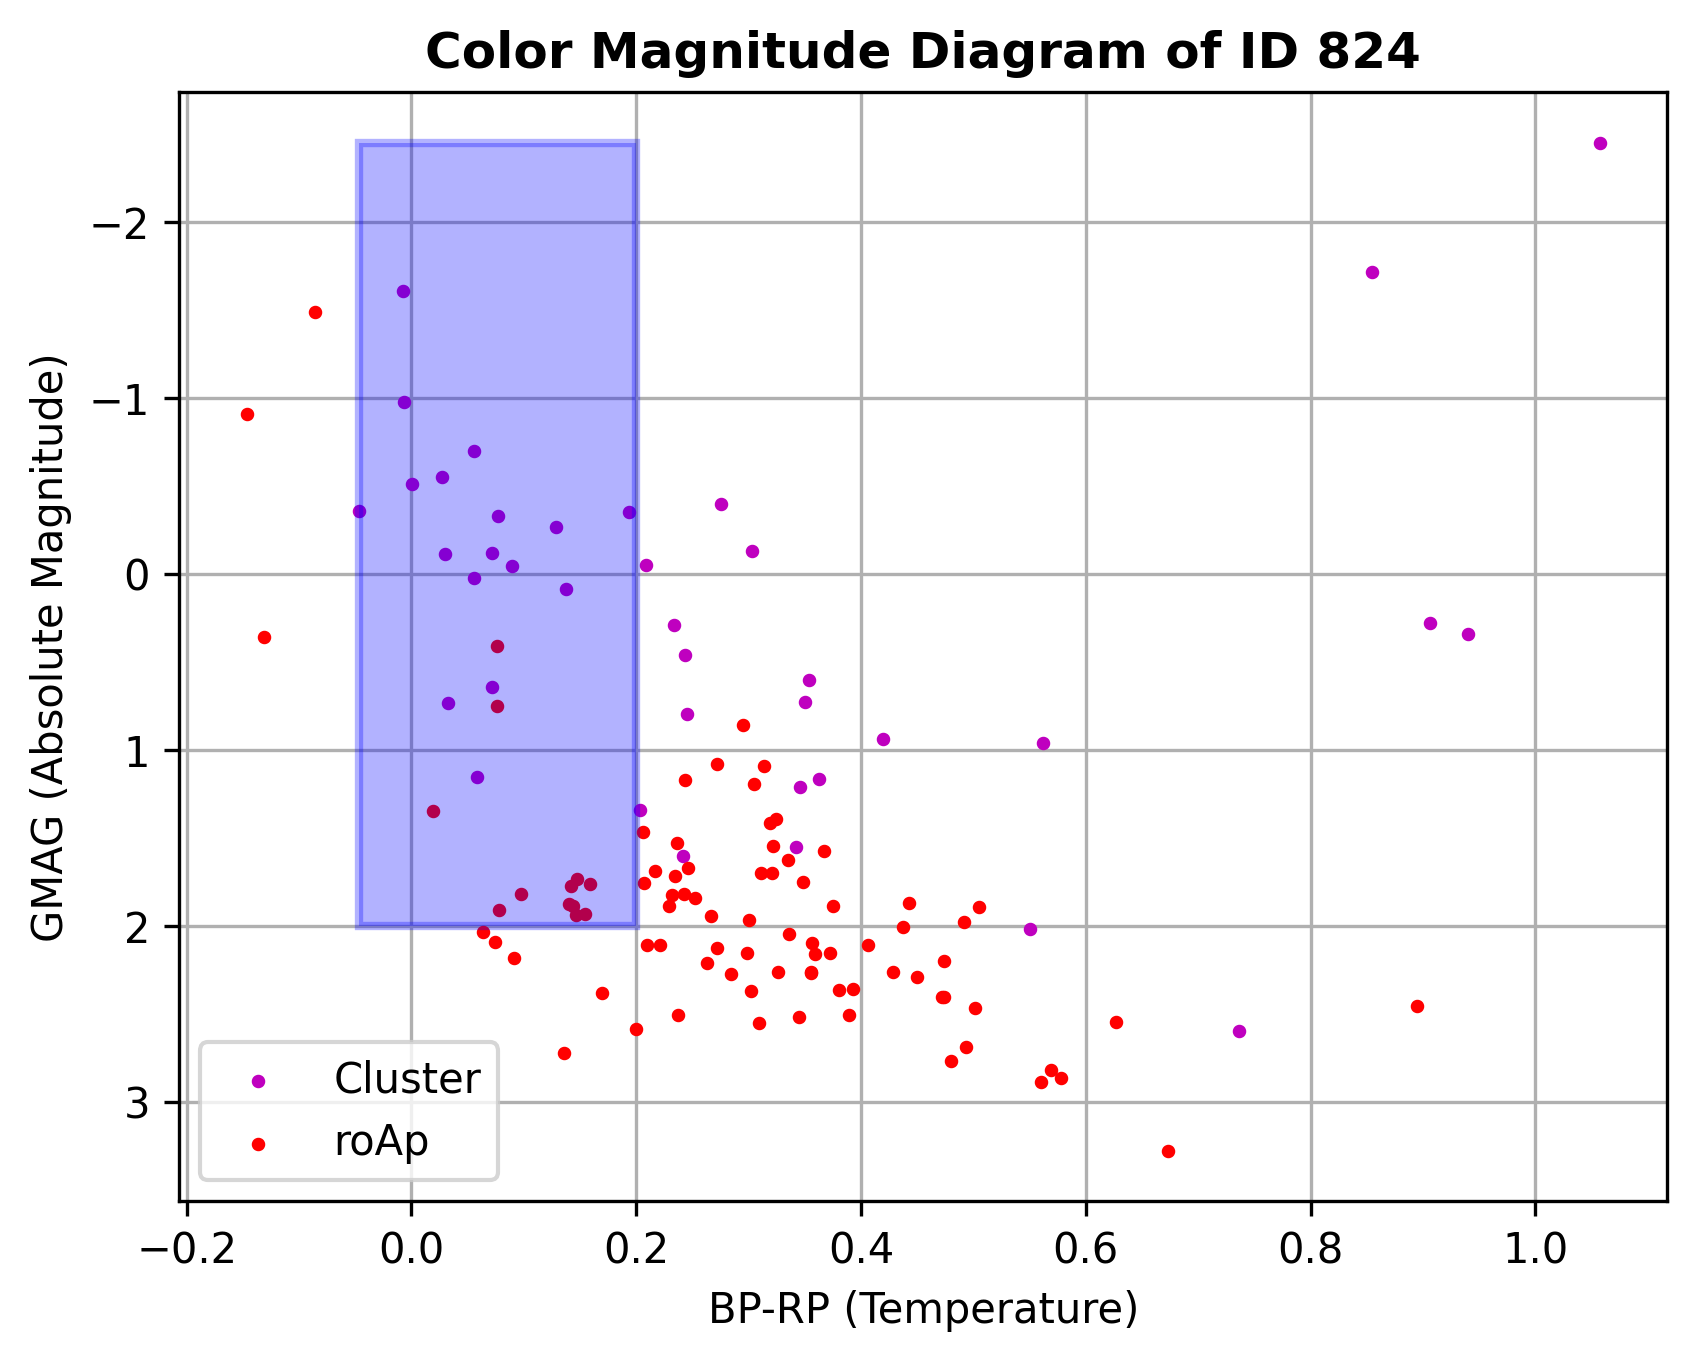 Color Magnitude Diagram of ID 824
GMAG (Absolute Magnitude)
−2
−1
0
1
2
3
Cluster
roAp
−0.2 0.0 0.2 0.4 0.6 0.8 1.0
BP-RP (Temperature)